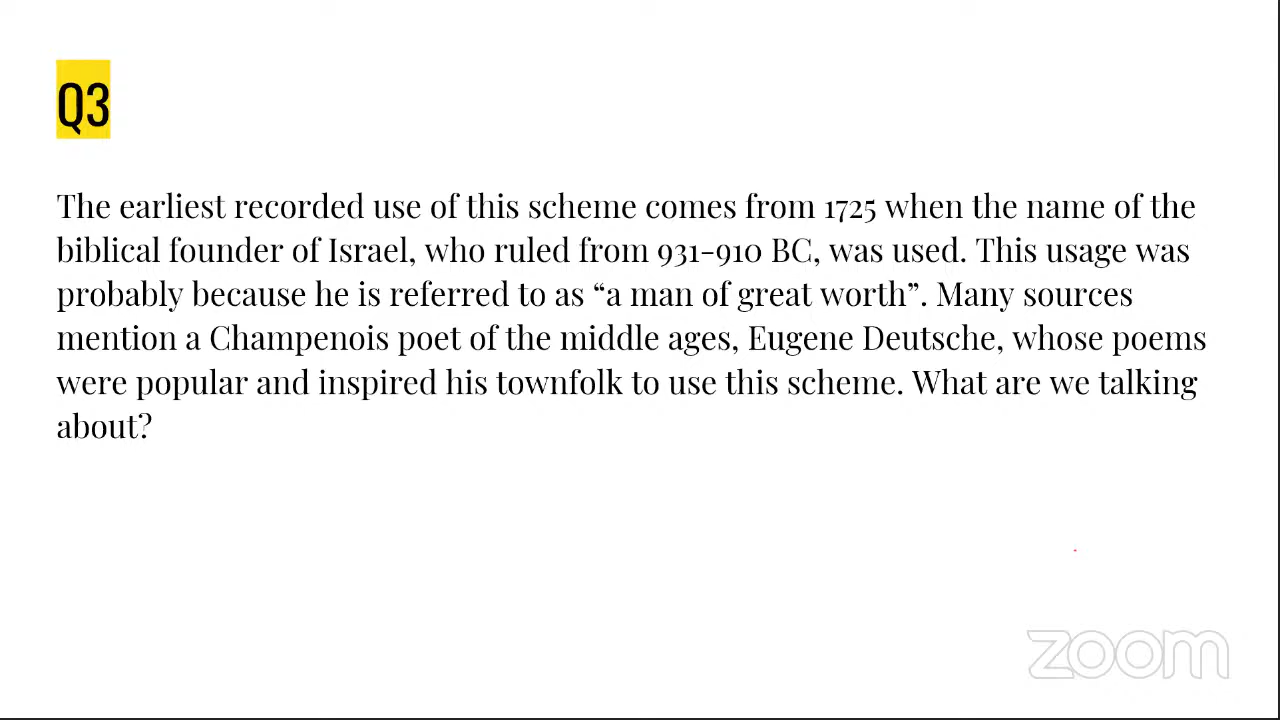 Q3
The earliest recorded use of this scheme comes from 1725 when the name of the
biblical founder of Israel, who ruled from 931-910 BC, was used. This usage was
probably because he is referred to as “a man of great worth”. Many sources
mention a Champenois poet of the middle ages, Eugene Deutsche, whose poems
were popular and inspired his townfolk to use this scheme. What are we talking
about?
zoom